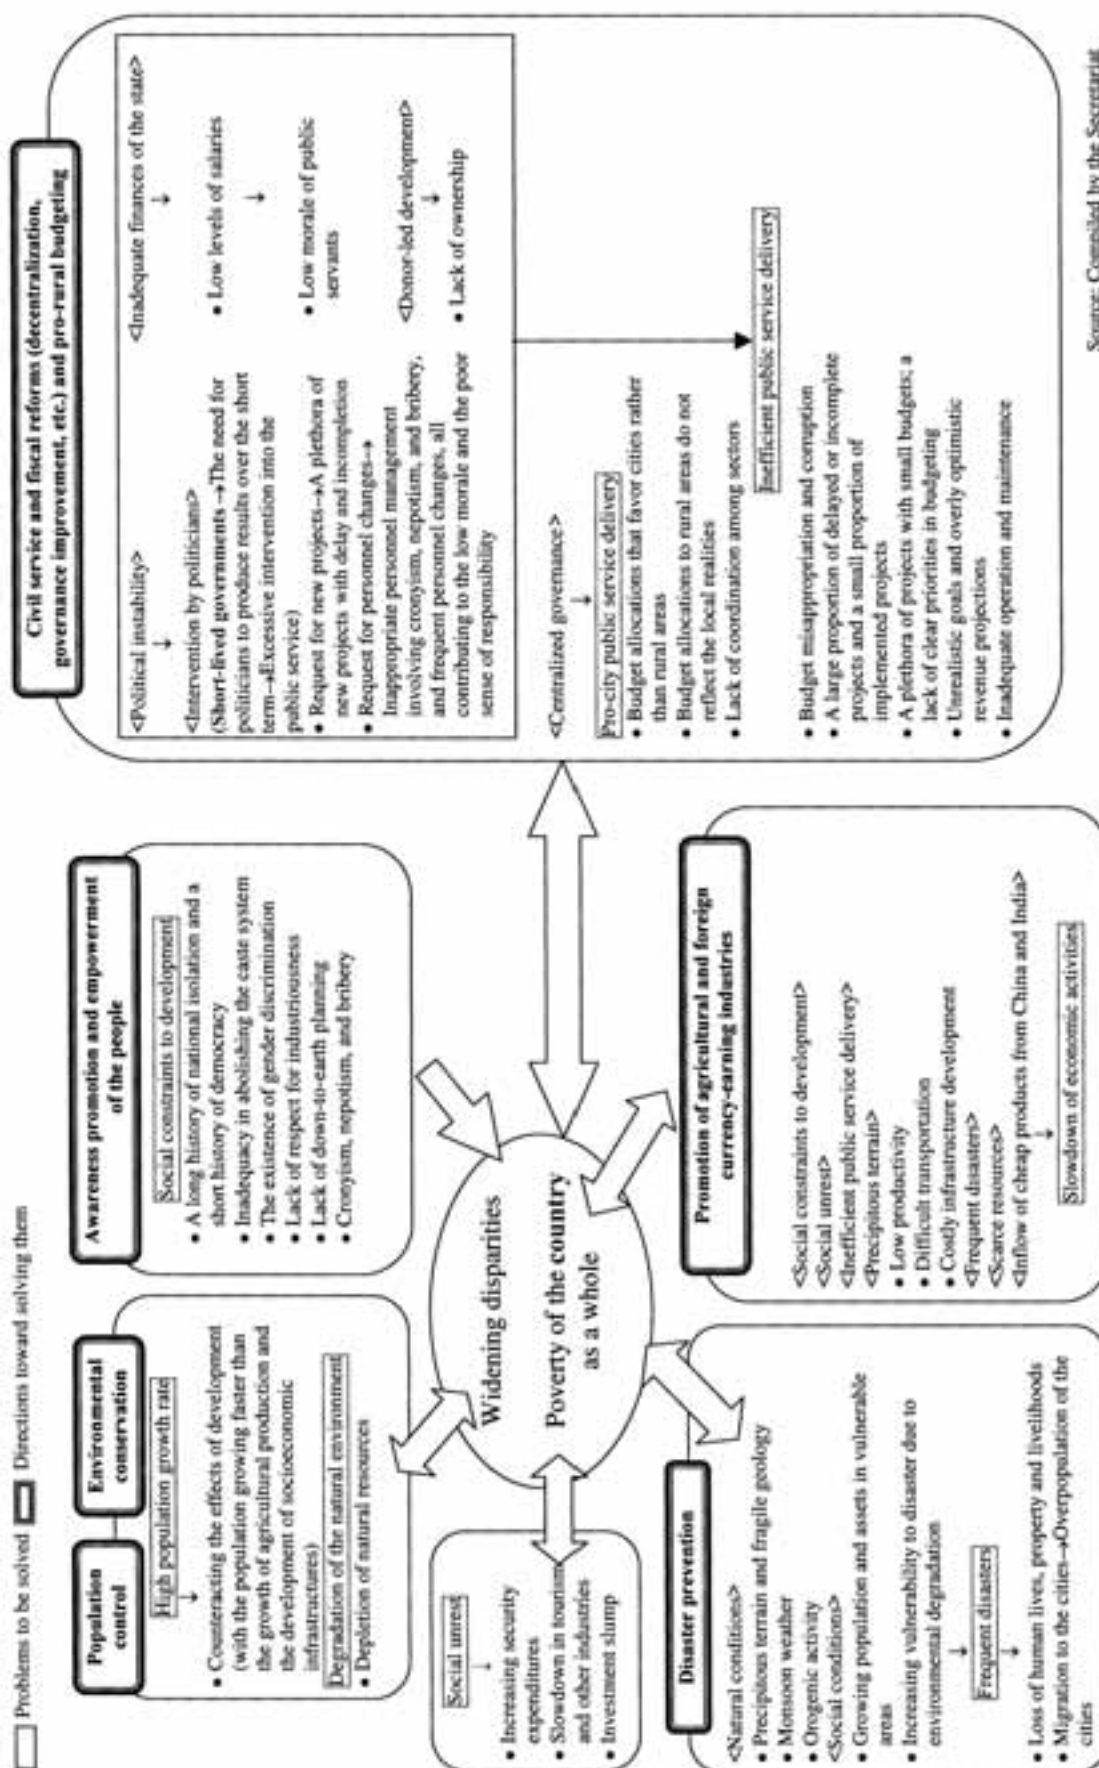 Problems to be solved
Directions toward solving them
Population
control
Environmental
conservation
High population growth rate
↓
• Counteracting the effects of development
(with the population growing faster than
the growth of agricultural production and
the development of socioeconomic
infrastructures)
Degradation of the natural environment
• Depletion of natural resources
Awareness promotion and empowerment
of the people
Social constraints to development
• A long history of national isolation and a
short history of democracy
• Inadequacy in abolishing the caste system
• The existence of gender discrimination
• Lack of respect for industriousness
• Lack of down-to-earth planning
• Cronyism, nepotism, and bribery
Civil service and fiscal reforms (decentralization,
governance improvement, etc.) and pro-rural budgeting
<Political instability>
↓
<Intervention by politicians>
(Short-lived governments→The need for
politicians to produce results over the short
term→Excessive intervention into the
public service)
• Request for new projects→A plethora of
new projects with delay and incompletion
• Request for personnel changes→
Inappropriate personnel management
involving cronyism, nepotism, and bribery,
and frequent personnel changes, all
contributing to the low morale and the poor
sense of responsibility
<Inadequate finances of the state>
↓
• Low levels of salaries
↓
• Low morale of public
servants
<Donor-led development>
↓
• Lack of ownership
<Centralized governance>
↓
Pro-city public service delivery
• Budget allocations that favor cities rather
than rural areas
• Budget allocations to rural areas do not
reflect the local realities
• Lack of coordination among sectors
Inefficient public service delivery
• Budget misappropriation and corruption
• A large proportion of delayed or incomplete
projects and a small proportion of
implemented projects
• A plethora of projects with small budgets; a
lack of clear priorities in budgeting
• Unrealistic goals and overly optimistic
revenue projections
• Inadequate operation and maintenance
Social unrest
↓
• Increasing security
expenditures
• Slowdown in tourism
and other industries
• Investment slump
Widening disparities
Poverty of the country
as a whole
Disaster prevention
<Natural conditions>
• Precipitous terrain and fragile geology
• Monsoon weather
• Orogenic activity
<Social conditions>
• Growing population and assets in vulnerable
areas
• Increasing vulnerability to disaster due to
environmental degradation
↓
Frequent disasters
↓
• Loss of human lives, property and livelihoods
• Migration to the cities→Overpopulation of the
cities
Promotion of agricultural and foreign
currency-earning industries
<Social constraints to development>
<Social unrest>
<Inefficient public service delivery>
<Precipitous terrain>
• Low productivity
• Difficult transportation
• Costly infrastructure development
<Frequent disasters>
<Scarce resources>
<Inflow of cheap products from China and India>
↓
Slowdown of economic activities
Source: Compiled by the Secretariat